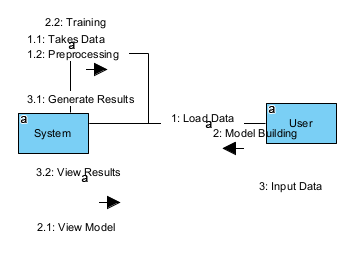 2.2: Training
1.1: Takes Data
a
1.2: Preprocessing
3.1: Generate Results
a
System
1: Load Data
a
2: Model Building
a
User
3.2: View Results
a
3: Input Data
2.1: View Model